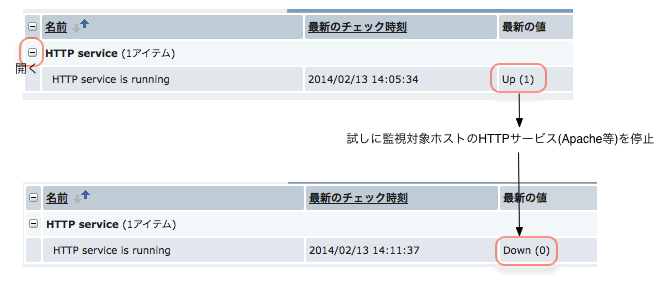 名前 最新のチェック時刻 最新の値
HTTP service (1アイテム)
開く
HTTP service is running 2014/02/13 14:05:34 Up (1)
試しに監視対象ホストのHTTPサービス(Apache等)を停止
名前 最新のチェック時刻 最新の値
HTTP service (1アイテム)
HTTP service is running 2014/02/13 14:11:37 Down (0)